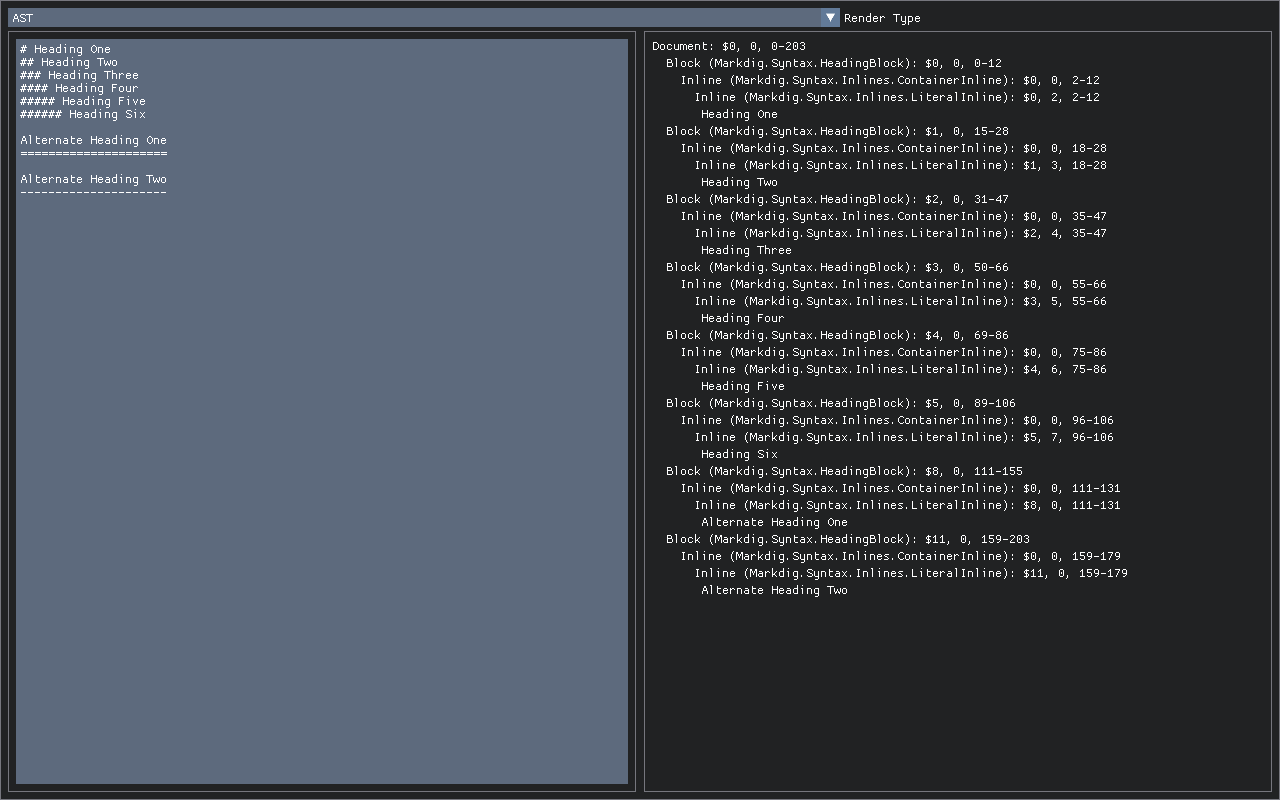 AST
Render Type
# Heading One
## Heading Two
### Heading Three
#### Heading Four
##### Heading Five
###### Heading Six
Alternate Heading One
=====================
Alternate Heading Two
---------------------
Document: $0, 0, 0-203
Block (Markdig.Syntax.HeadingBlock): $0, 0, 0-12
Inline (Markdig.Syntax.Inlines.ContainerInline): $0, 0, 2-12
Inline (Markdig.Syntax.Inlines.LiteralInline): $0, 2, 2-12
Heading One
Block (Markdig.Syntax.HeadingBlock): $1, 0, 15-28
Inline (Markdig.Syntax.Inlines.ContainerInline): $0, 0, 18-28
Inline (Markdig.Syntax.Inlines.LiteralInline): $1, 3, 18-28
Heading Two
Block (Markdig.Syntax.HeadingBlock): $2, 0, 31-47
Inline (Markdig.Syntax.Inlines.ContainerInline): $0, 0, 35-47
Inline (Markdig.Syntax.Inlines.LiteralInline): $2, 4, 35-47
Heading Three
Block (Markdig.Syntax.HeadingBlock): $3, 0, 50-66
Inline (Markdig.Syntax.Inlines.ContainerInline): $0, 0, 55-66
Inline (Markdig.Syntax.Inlines.LiteralInline): $3, 5, 55-66
Heading Four
Block (Markdig.Syntax.HeadingBlock): $4, 0, 69-86
Inline (Markdig.Syntax.Inlines.ContainerInline): $0, 0, 75-86
Inline (Markdig.Syntax.Inlines.LiteralInline): $4, 6, 75-86
Heading Five
Block (Markdig.Syntax.HeadingBlock): $5, 0, 89-106
Inline (Markdig.Syntax.Inlines.ContainerInline): $0, 0, 96-106
Inline (Markdig.Syntax.Inlines.LiteralInline): $5, 7, 96-106
Heading Six
Block (Markdig.Syntax.HeadingBlock): $8, 0, 111-155
Inline (Markdig.Syntax.Inlines.ContainerInline): $0, 0, 111-131
Inline (Markdig.Syntax.Inlines.LiteralInline): $8, 0, 111-131
Alternate Heading One
Block (Markdig.Syntax.HeadingBlock): $11, 0, 159-203
Inline (Markdig.Syntax.Inlines.ContainerInline): $0, 0, 159-179
Inline (Markdig.Syntax.Inlines.LiteralInline): $11, 0, 159-179
Alternate Heading Two